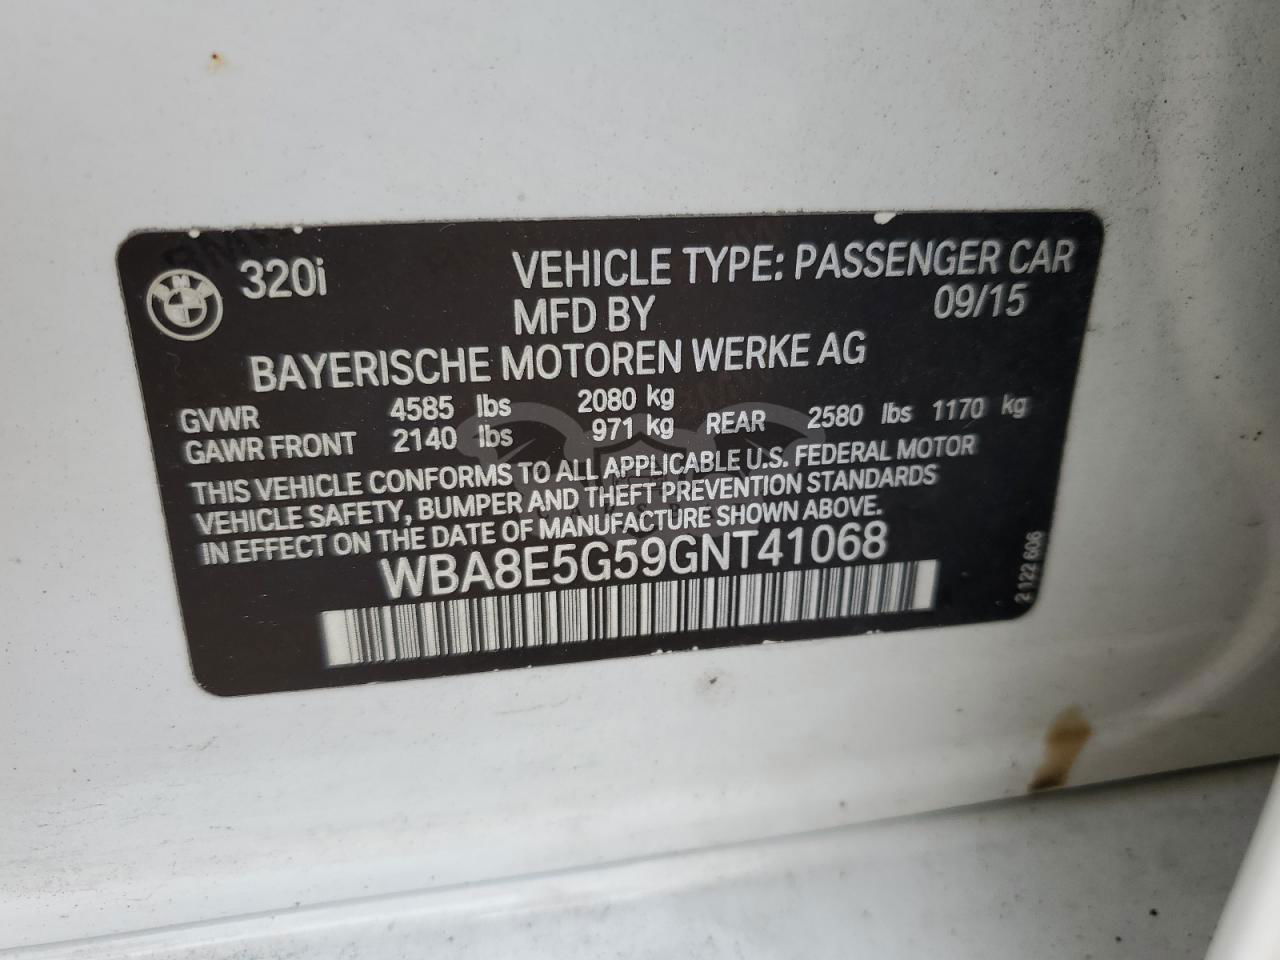 BMW 320i VEHICLE TYPE: PASSENGER CAR
MFD BY 09/15
BAYERISCHE MOTOREN WERKE AG
GVWR 4585 lbs 2080 kg
GAWR FRONT 2140 lbs 971 kg REAR 2580 lbs 1170 kg
THIS VEHICLE CONFORMS TO ALL APPLICABLE U.S. FEDERAL MOTOR
VEHICLE SAFETY, BUMPER AND THEFT PREVENTION STANDARDS
IN EFFECT ON THE DATE OF MANUFACTURE SHOWN ABOVE.
WBA8E5G59GNT41068
2 122 606